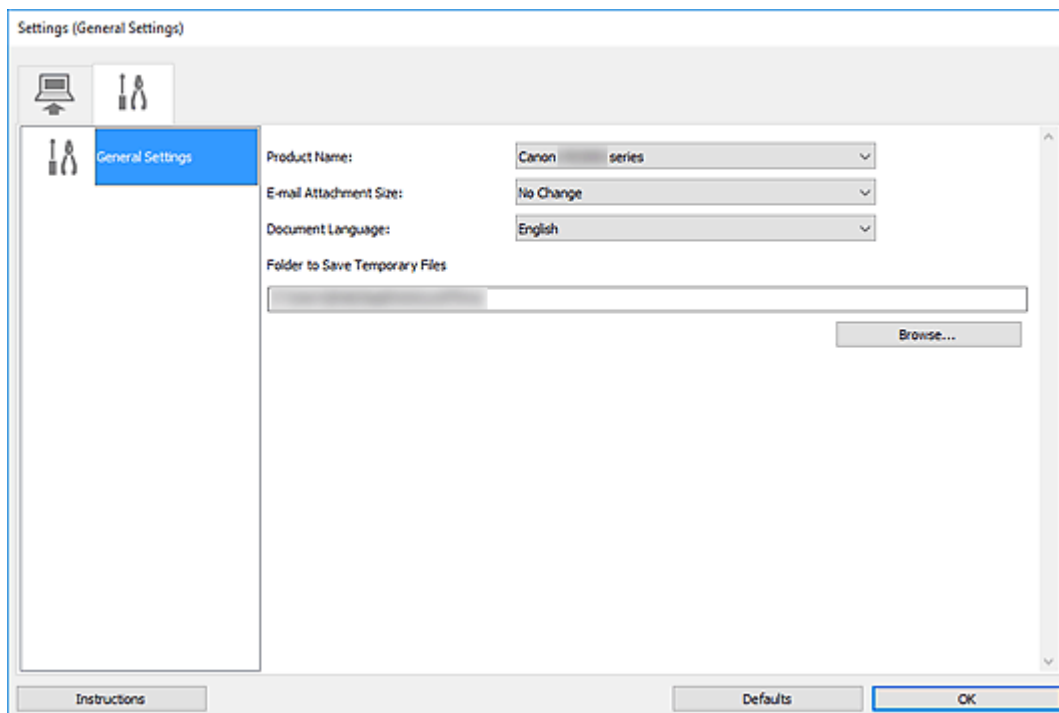 Settings (General Settings)
General Settings
Product Name:
Canon series
E-mail Attachment Size:
No Change
Document Language:
English
Folder to Save Temporary Files
Browse...
Instructions
Defaults
OK